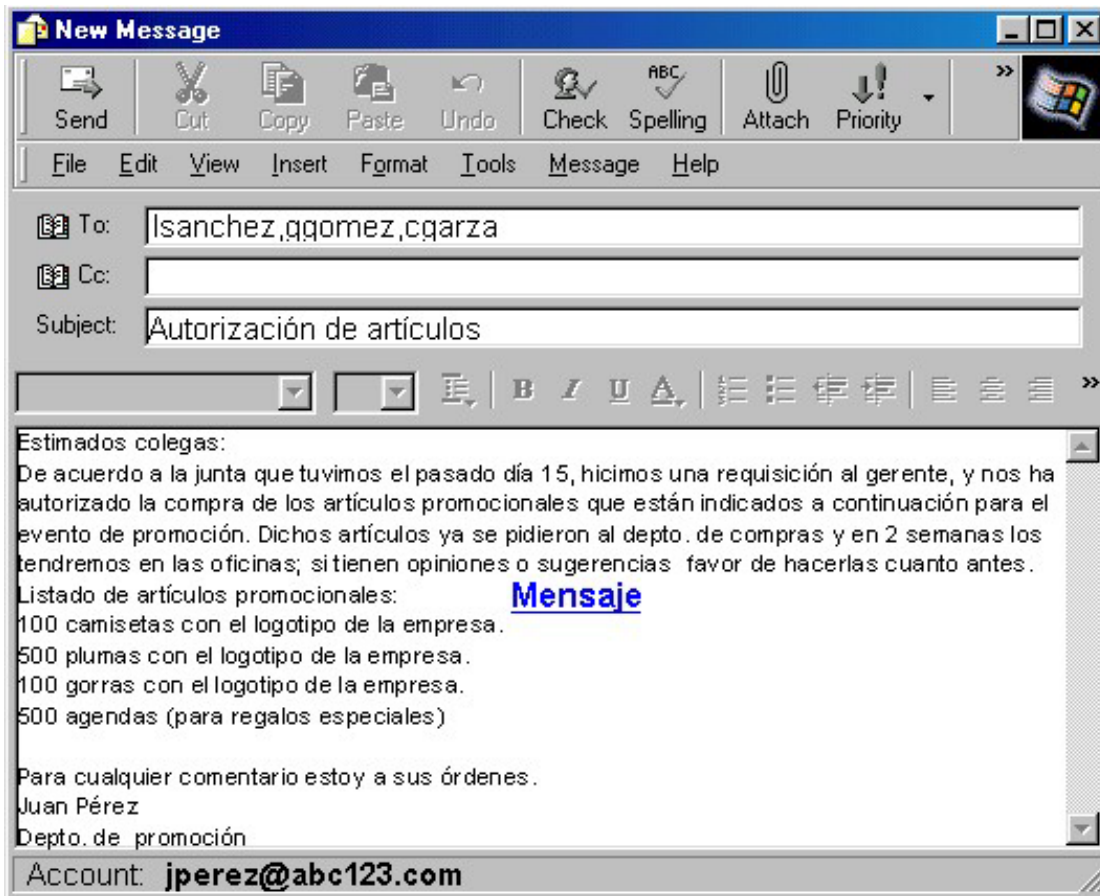 New Message
Send Cut Copy Paste Undo Check ABC Spelling Attach Priority »
File Edit View Insert Format Tools Message Help
To: lsanchez,ggomez,cgarza
Cc:
Subject: Autorización de artículos
B I U A »
Estimados colegas:
De acuerdo a la junta que tuvimos el pasado día 15, hicimos una requisición al gerente, y nos ha
autorizado la compra de los artículos promocionales que están indicados a continuación para el
evento de promoción. Dichos artículos ya se pidieron al depto. de compras y en 2 semanas los
tendremos en las oficinas; si tienen opiniones o sugerencias favor de hacerlas cuanto antes.
Listado de artículos promocionales: Mensaje
100 camisetas con el logotipo de la empresa.
500 plumas con el logotipo de la empresa.
100 gorras con el logotipo de la empresa.
500 agendas (para regalos especiales)
Para cualquier comentario estoy a sus órdenes.
Juan Pérez
Depto. de promoción
Account: jperez@abc123.com